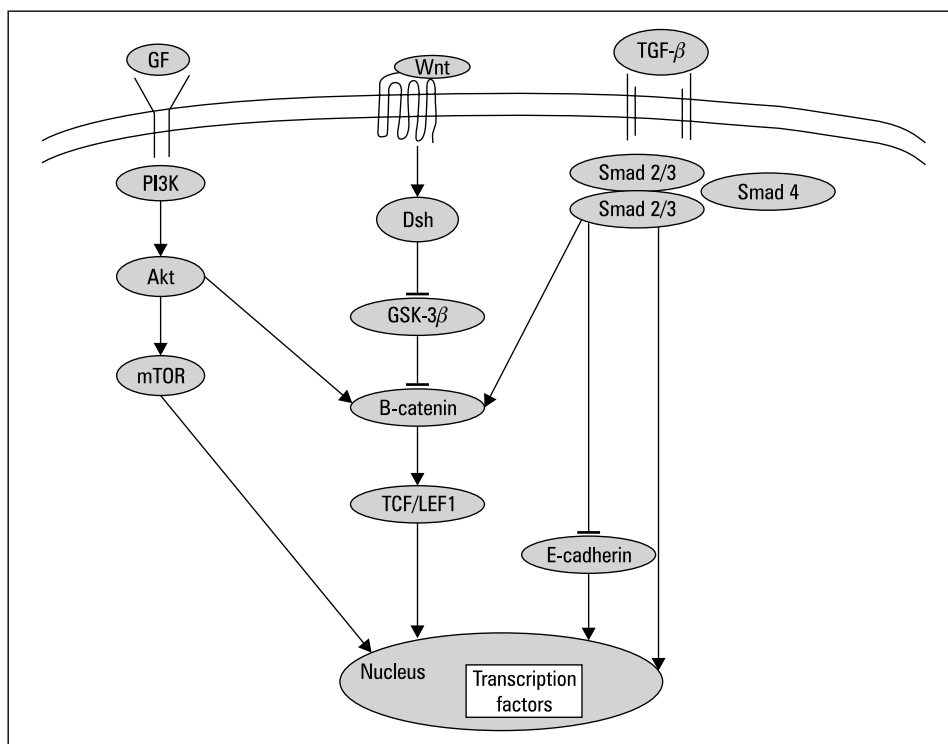 GF
Wnt
TGF-β
PI3K
Smad 2/3
Smad 4
Smad 2/3
Dsh
Akt
GSK-3β
mTOR
B-catenin
TCF/LEF1
E-cadherin
Nucleus
Transcription
factors